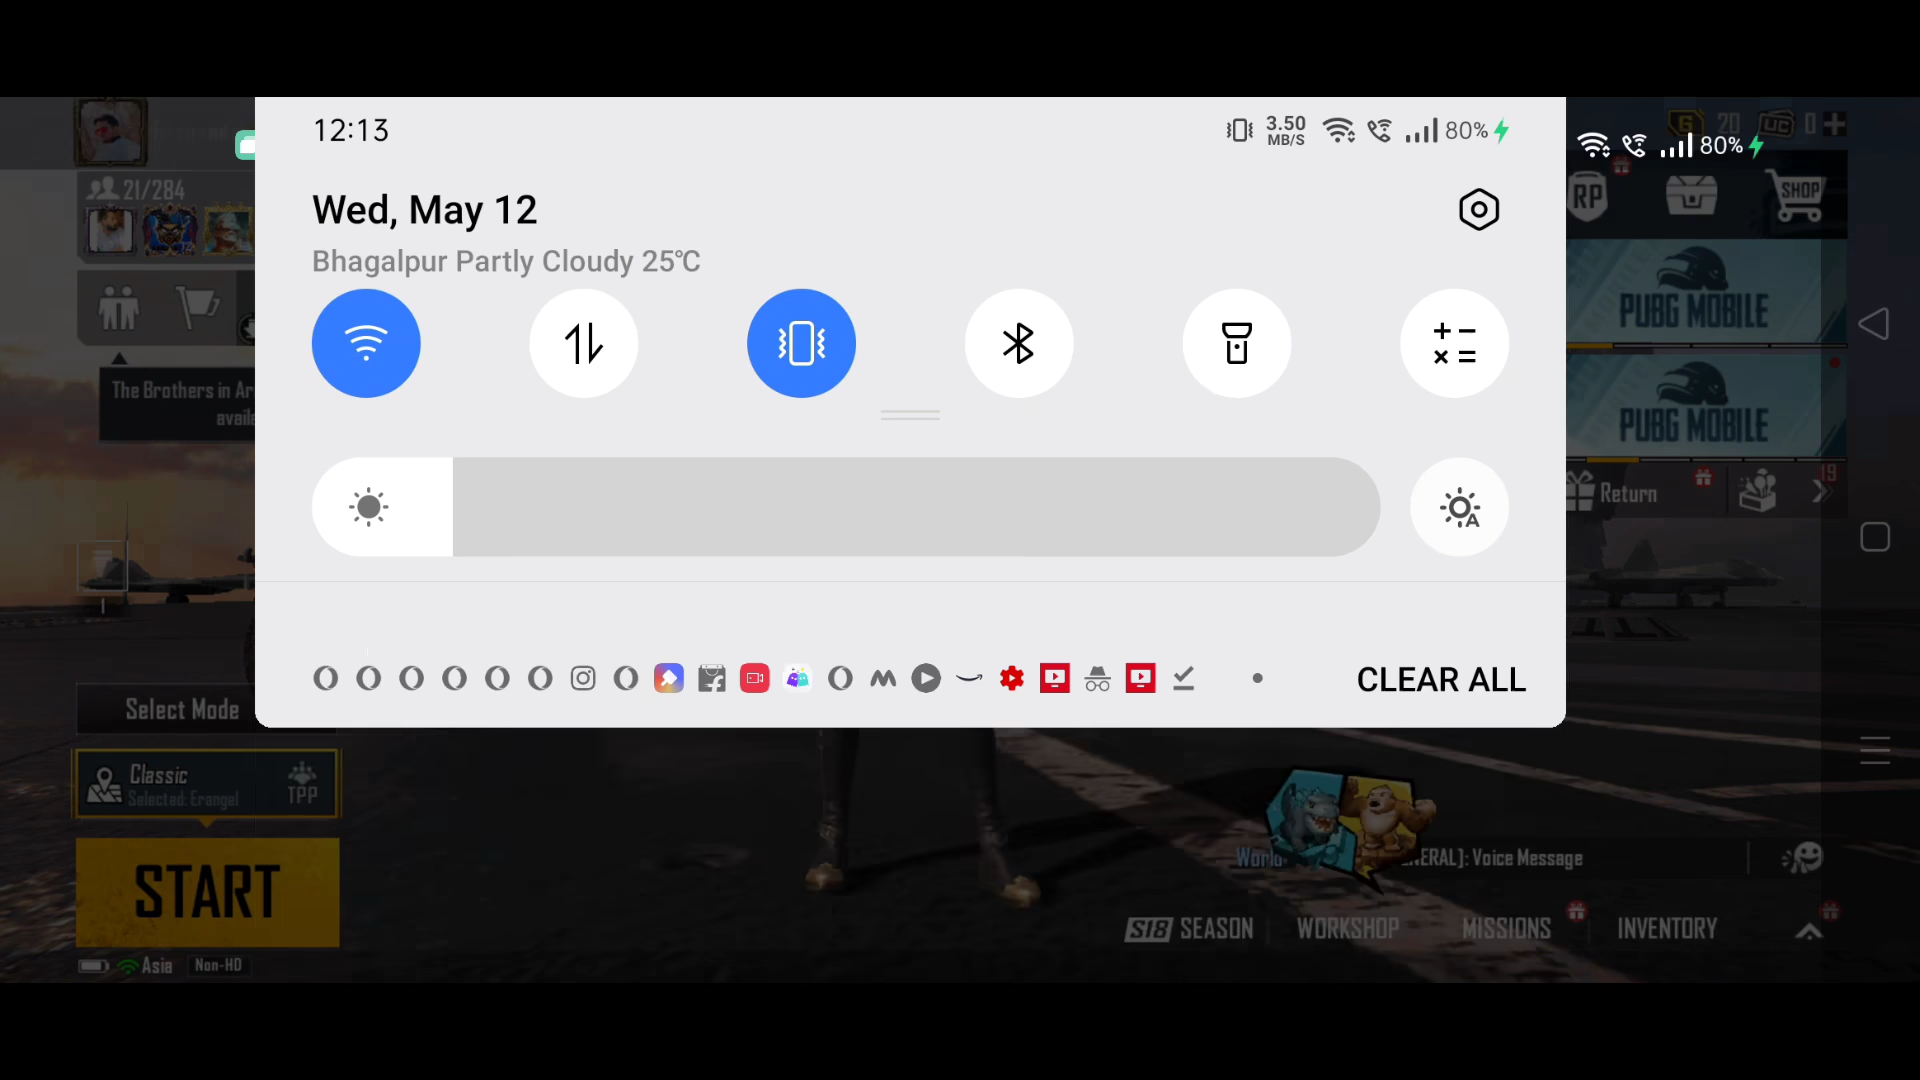 12:13
3.50
MB/S
80%
80%
Wed, May 12
Bhagalpur Partly Cloudy 25℃
CLEAR ALL
21/284
The Brothers in Ar
availa
Select Mode
Classic
Selected: Erangel
TPP
START
Asia
Non-HD
G
20
UC
0
RP
SHOP
PUBG MOBILE
PUBG MOBILE
Return
19
World
ERAL]: Voice Message
S18 SEASON
WORKSHOP
MISSIONS
INVENTORY